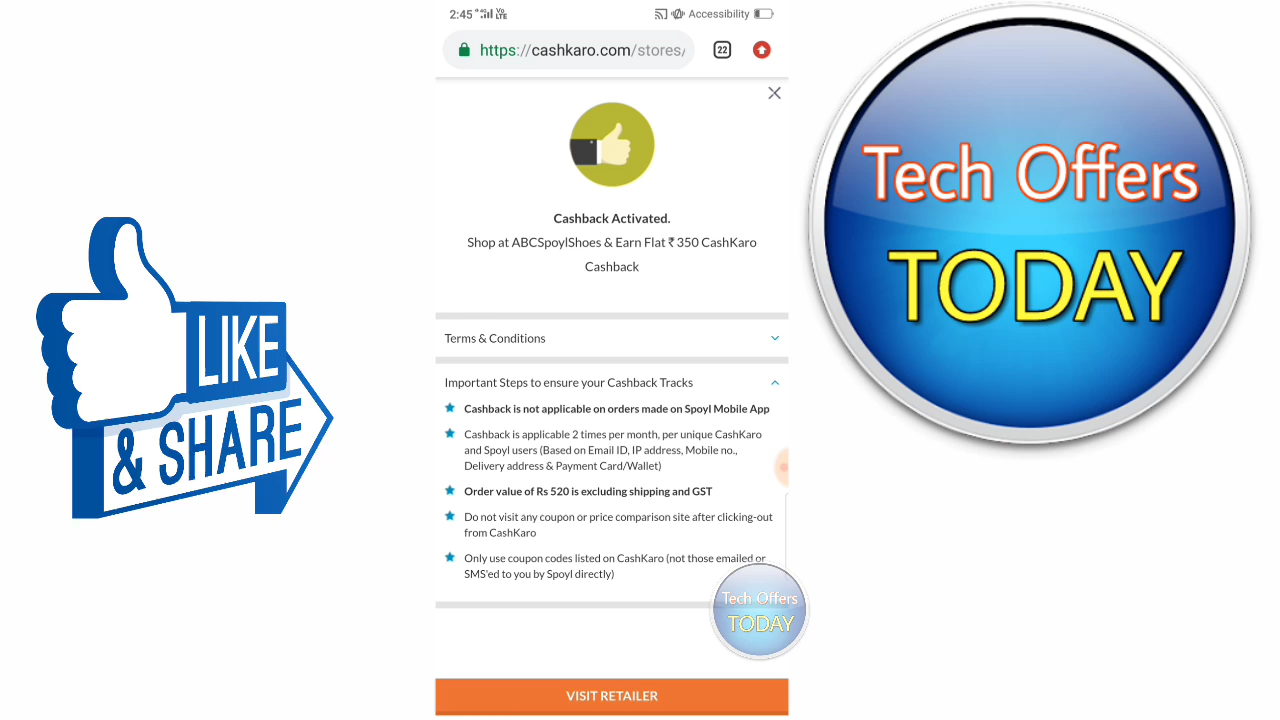 LIKE
& SHARE
2:45 4G Vo LTE
Accessibility
https://cashkaro.com/stores/
22
Cashback Activated.
Shop at ABCSpoylShoes & Earn Flat ₹ 350 CashKaro
Cashback
Terms & Conditions
Important Steps to ensure your Cashback Tracks
Cashback is not applicable on orders made on Spoyl Mobile App
Cashback is applicable 2 times per month, per unique CashKaro
and Spoyl users (Based on Email ID, IP address, Mobile no.,
Delivery address & Payment Card/Wallet)
Order value of Rs 520 is excluding shipping and GST
Do not visit any coupon or price comparison site after clicking-out
from CashKaro
Only use coupon codes listed on CashKaro (not those emailed or
SMS'ed to you by Spoyl directly)
Tech Offers
TODAY
VISIT RETAILER
Tech Offers
TODAY